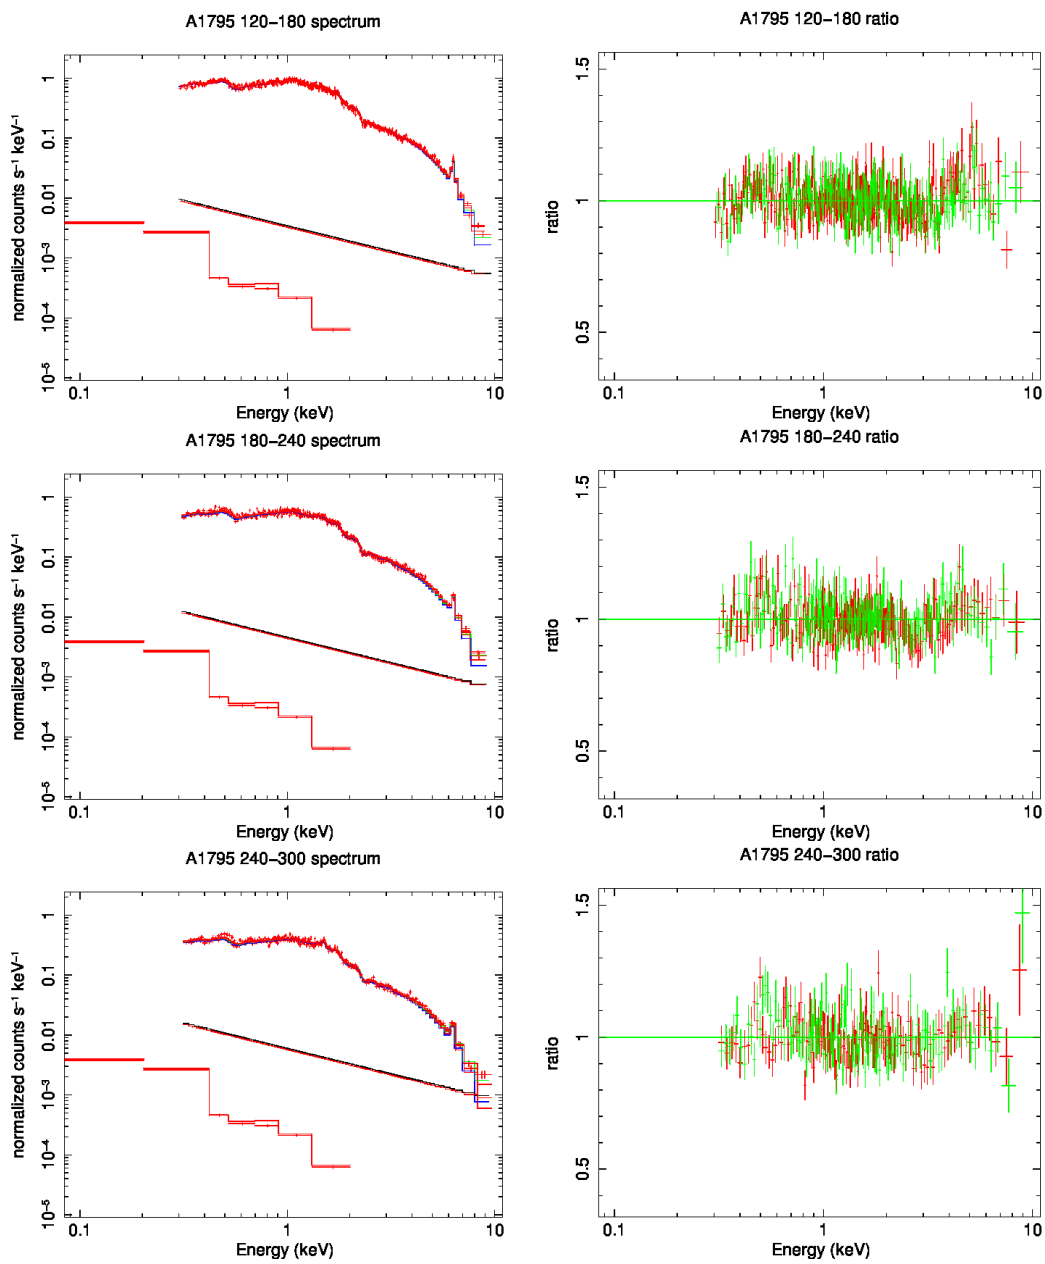 A1795 120−180 spectrum
normalized counts s⁻¹ keV⁻¹
1
0.1
0.01
10⁻³
10⁻⁴
10⁻⁵
0.1 1 10
Energy (keV)
A1795 120−180 ratio
ratio
1.5
1
0.5
0.1 1 10
Energy (keV)
A1795 180−240 spectrum
normalized counts s⁻¹ keV⁻¹
1
0.1
0.01
10⁻³
10⁻⁴
10⁻⁵
0.1 1 10
Energy (keV)
A1795 180−240 ratio
ratio
1.5
1
0.5
0.1 1 10
Energy (keV)
A1795 240−300 spectrum
normalized counts s⁻¹ keV⁻¹
1
0.1
0.01
10⁻³
10⁻⁴
10⁻⁵
0.1 1 10
Energy (keV)
A1795 240−300 ratio
ratio
1.5
1
0.5
0.1 1 10
Energy (keV)